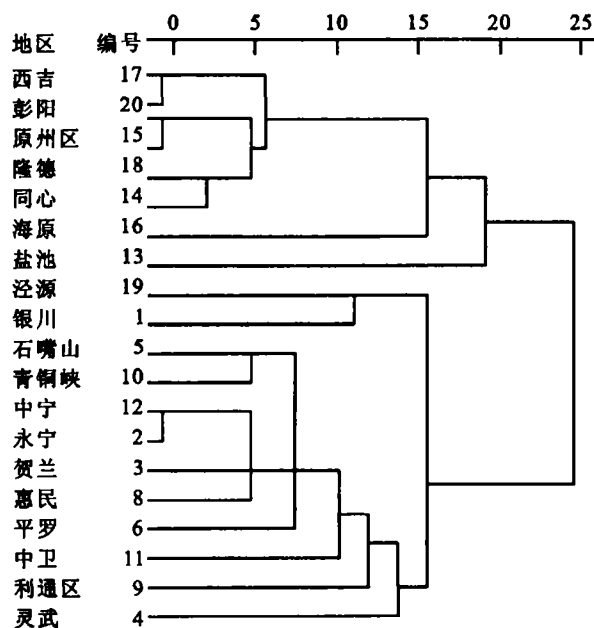 0 5 10 15 20 25
地区 编号
西吉 17
彭阳 20
原州区 15
隆德 18
同心 14
海原 16
盐池 13
泾源 19
银川 1
石嘴山 5
青铜峡 10
中宁 12
永宁 2
贺兰 3
惠民 8
平罗 6
中卫 11
利通区 9
灵武 4